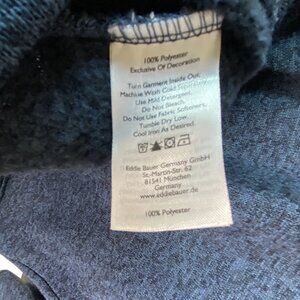 100% Polyester
Exclusive Of Decoration
Turn Garment Inside Out.
Machine Wash Cold Separately.
Use Mild Detergent.
Do Not Bleach.
Do Not Use Fabric Softeners.
Tumble Dry Low.
Cool Iron As Desired.
Eddie Bauer Germany GmbH
St.-Martin-Str. 62
81541 München
Germany
www.eddiebauer.de
100% Polyester